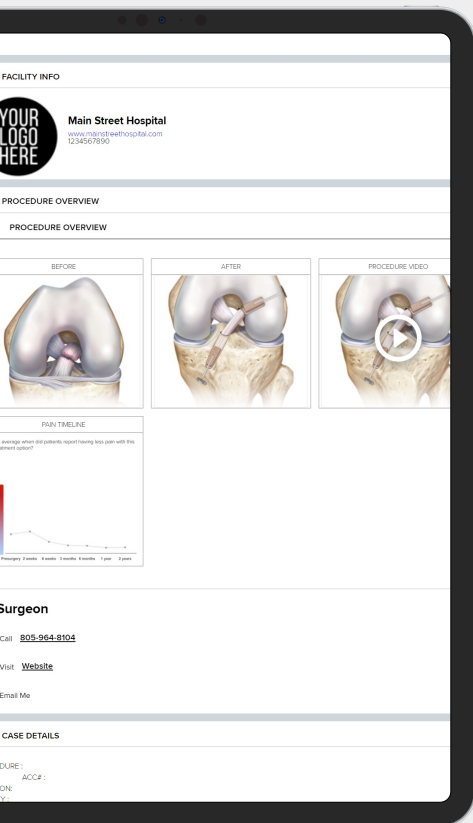 FACILITY INFO
YOUR
LOGO
HERE
Main Street Hospital
www.mainstreethospital.com
1234567890
PROCEDURE OVERVIEW
PROCEDURE OVERVIEW
BEFORE
AFTER
PROCEDURE VIDEO
PAIN TIMELINE
average when did patients report having less pain with this
atment option?
Presurgery 2 weeks 6 weeks 3 months 6 months 1 year 2 years
Surgeon
Call 805-964-8104
Visit Website
Email Me
CASE DETAILS
DURE :
ACC# :
ON:
Y :